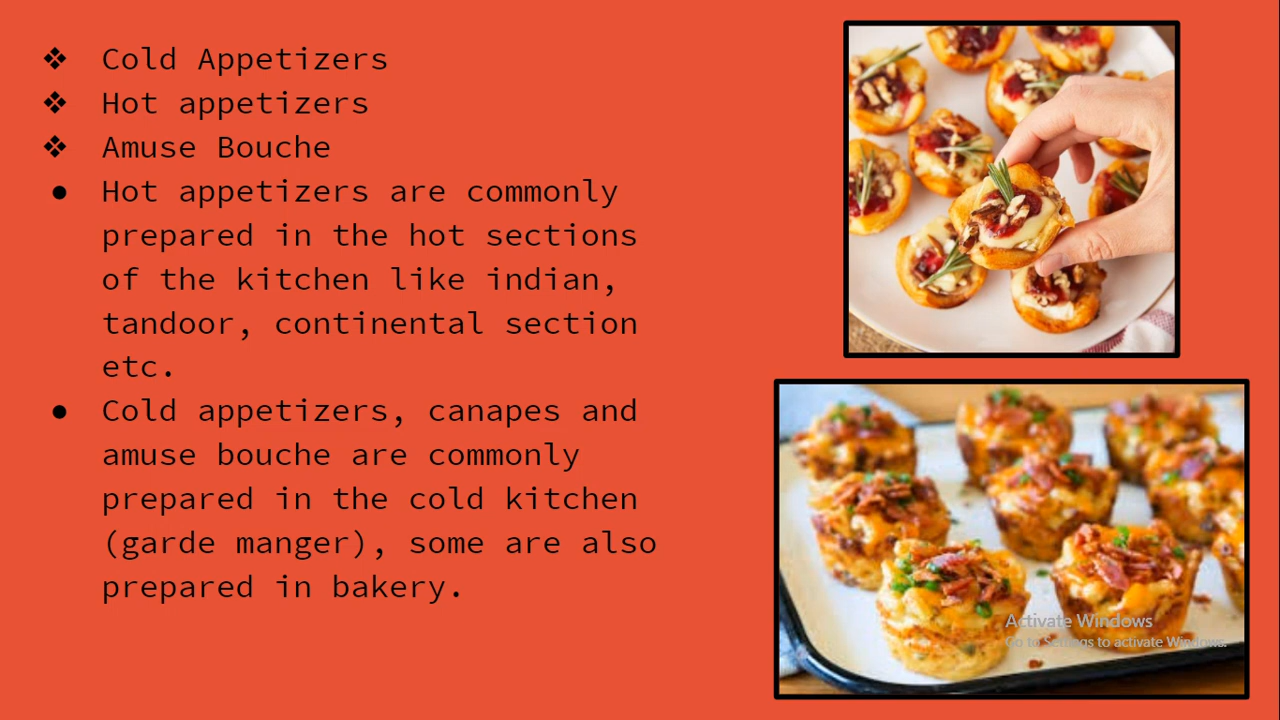 ❖ Cold Appetizers
❖ Hot appetizers
❖ Amuse Bouche
● Hot appetizers are commonly
prepared in the hot sections
of the kitchen like indian,
tandoor, continental section
etc.
● Cold appetizers, canapes and
amuse bouche are commonly
prepared in the cold kitchen
(garde manger), some are also
prepared in bakery.
Activate Windows
Go to Settings to activate Windows.